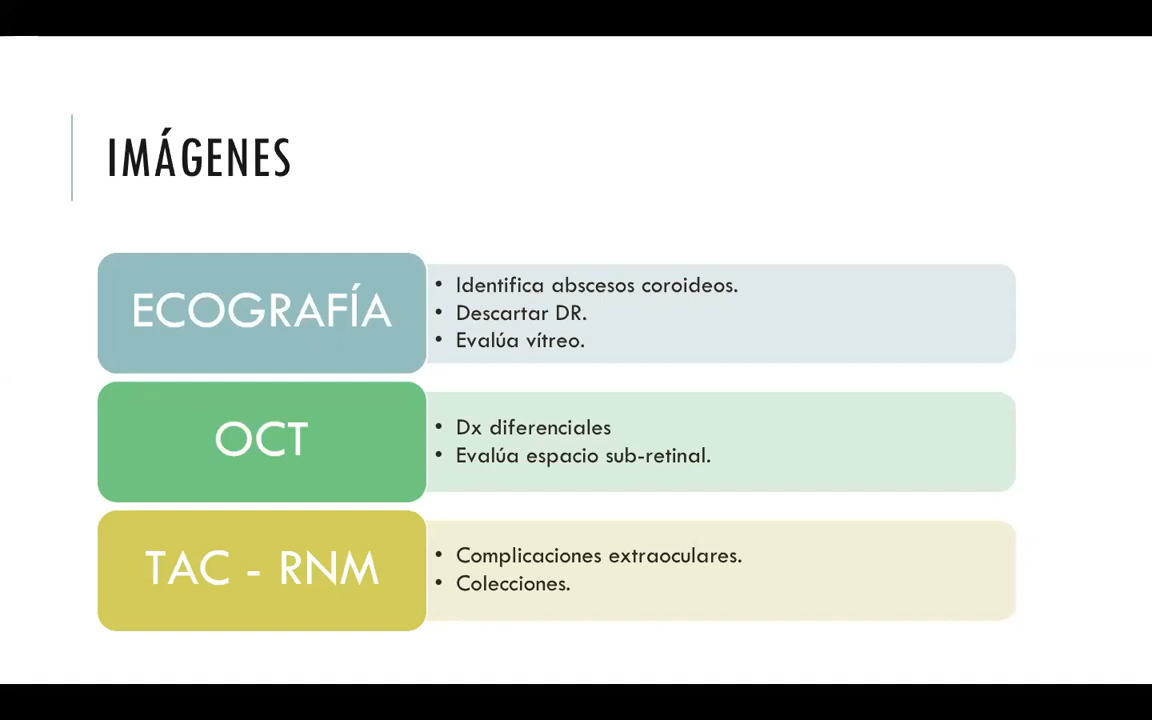 IMÁGENES
ECOGRAFÍA
• Identifica abscesos coroideos.
• Descartar DR.
• Evalúa vítreo.
OCT
• Dx diferenciales
• Evalúa espacio sub-retinal.
TAC - RNM
• Complicaciones extraoculares.
• Colecciones.